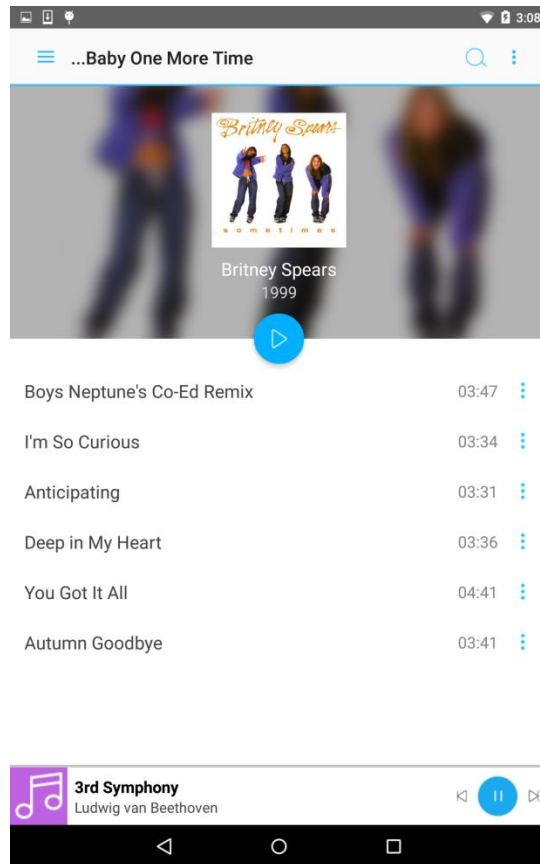 3:08
...Baby One More Time
Britney Spears
sometimes
Britney Spears
1999
Boys Neptune's Co-Ed Remix 03:47
I'm So Curious 03:34
Anticipating 03:31
Deep in My Heart 03:36
You Got It All 04:41
Autumn Goodbye 03:41
3rd Symphony
Ludwig van Beethoven